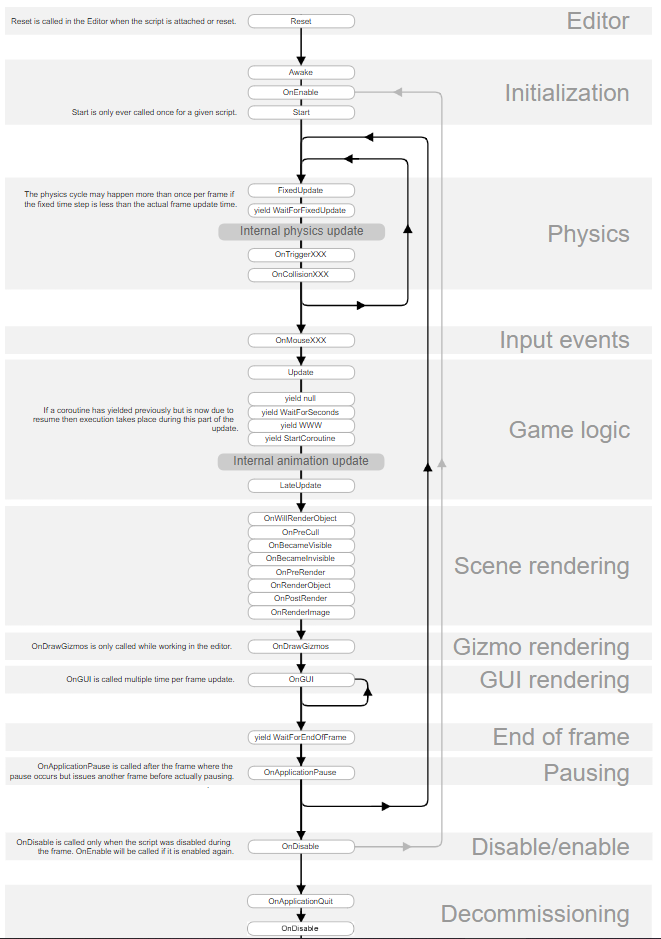 Reset is called in the Editor when the script is attached or reset.
Reset
Editor
Awake
OnEnable
Initialization
Start is only ever called once for a given script.
Start
The physics cycle may happen more than once per frame if
the fixed time step is less than the actual frame update time.
FixedUpdate
yield WaitForFixedUpdate
Internal physics update
Physics
OnTriggerXXX
OnCollisionXXX
OnMouseXXX
Input events
Update
If a coroutine has yielded previously but is now due to
resume then execution takes place during this part of the
update.
yield null
yield WaitForSeconds
yield WWW
yield StartCoroutine
Game logic
Internal animation update
LateUpdate
OnWillRenderObject
OnPreCull
OnBecameVisible
OnBecameInvisible
OnPreRender
OnRenderObject
OnPostRender
OnRenderImage
Scene rendering
OnDrawGizmos is only called while working in the editor.
OnDrawGizmos
Gizmo rendering
OnGUI is called multiple time per frame update.
OnGUI
GUI rendering
yield WaitForEndOfFrame
End of frame
OnApplicationPause is called after the frame where the
pause occurs but issues another frame before actually pausing.
OnApplicationPause
Pausing
OnDisable is called only when the script was disabled during
the frame. OnEnable will be called if it is enabled again.
OnDisable
Disable/enable
OnApplicationQuit
Decommissioning
OnDisable